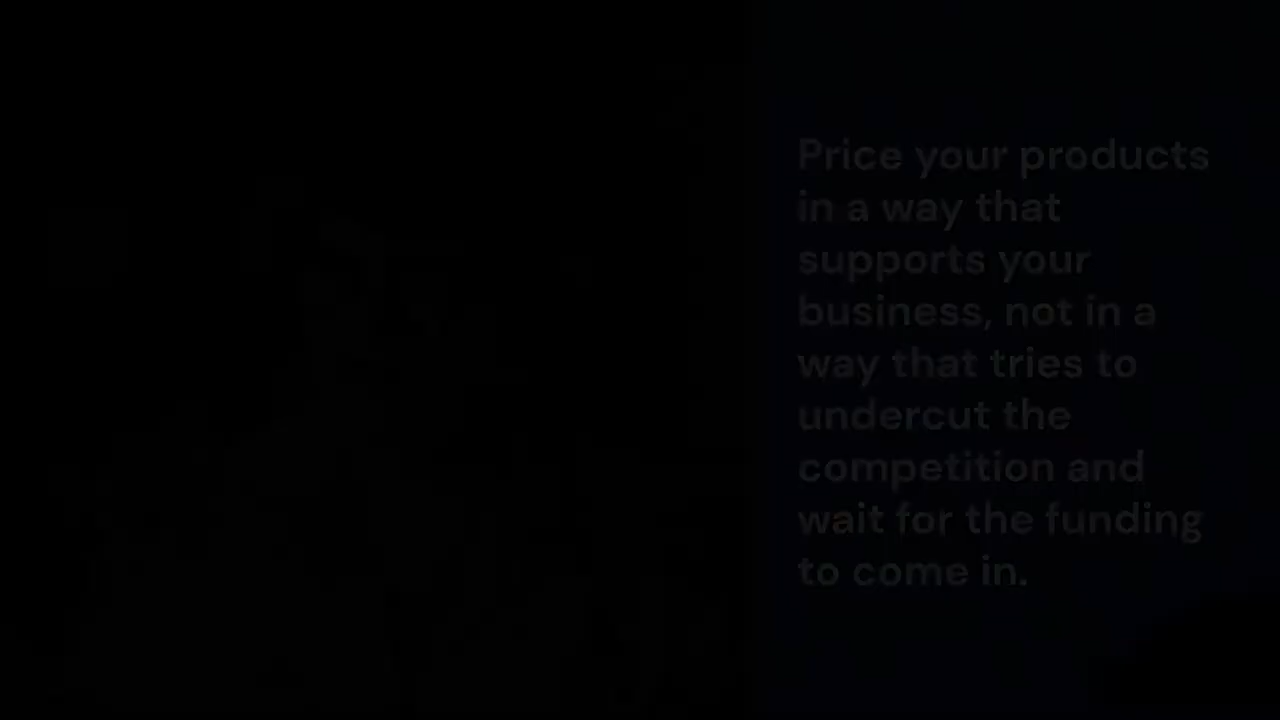 Price your products
in a way that
supports your
business, not in a
way that tries to
undercut the
competition and
wait for the funding
to come in.